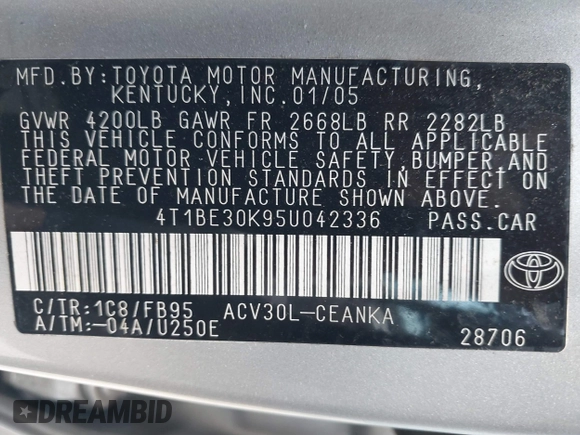 MFD.BY:TOYOTA MOTOR MANUFACTURING,
KENTUCKY,INC.01/05
GVWR 4200LB GAWR FR 2668LB RR 2282LB
THIS VEHICLE CONFORMS TO ALL APPLICABLE
FEDERAL MOTOR VEHICLE SAFETY,BUMPER,AND
THEFT PREVENTION STANDARDS IN EFFECT ON
THE DATE OF MANUFACTURE SHOWN ABOVE.
4T1BE30K95U042336 PASS.CAR
C/TR:1C8/FB95 ACV30L-CEANKA
A/TM:-04A/U250E 28706
DREAMBID